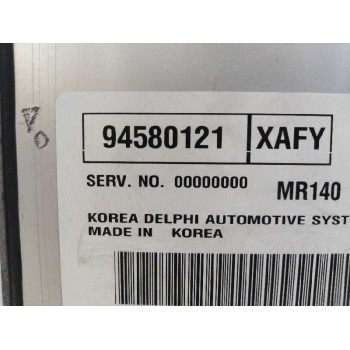 94580121 XAFY
SERV. NO. 00000000 MR140
KOREA DELPHI AUTOMOTIVE SYST
MADE IN KOREA